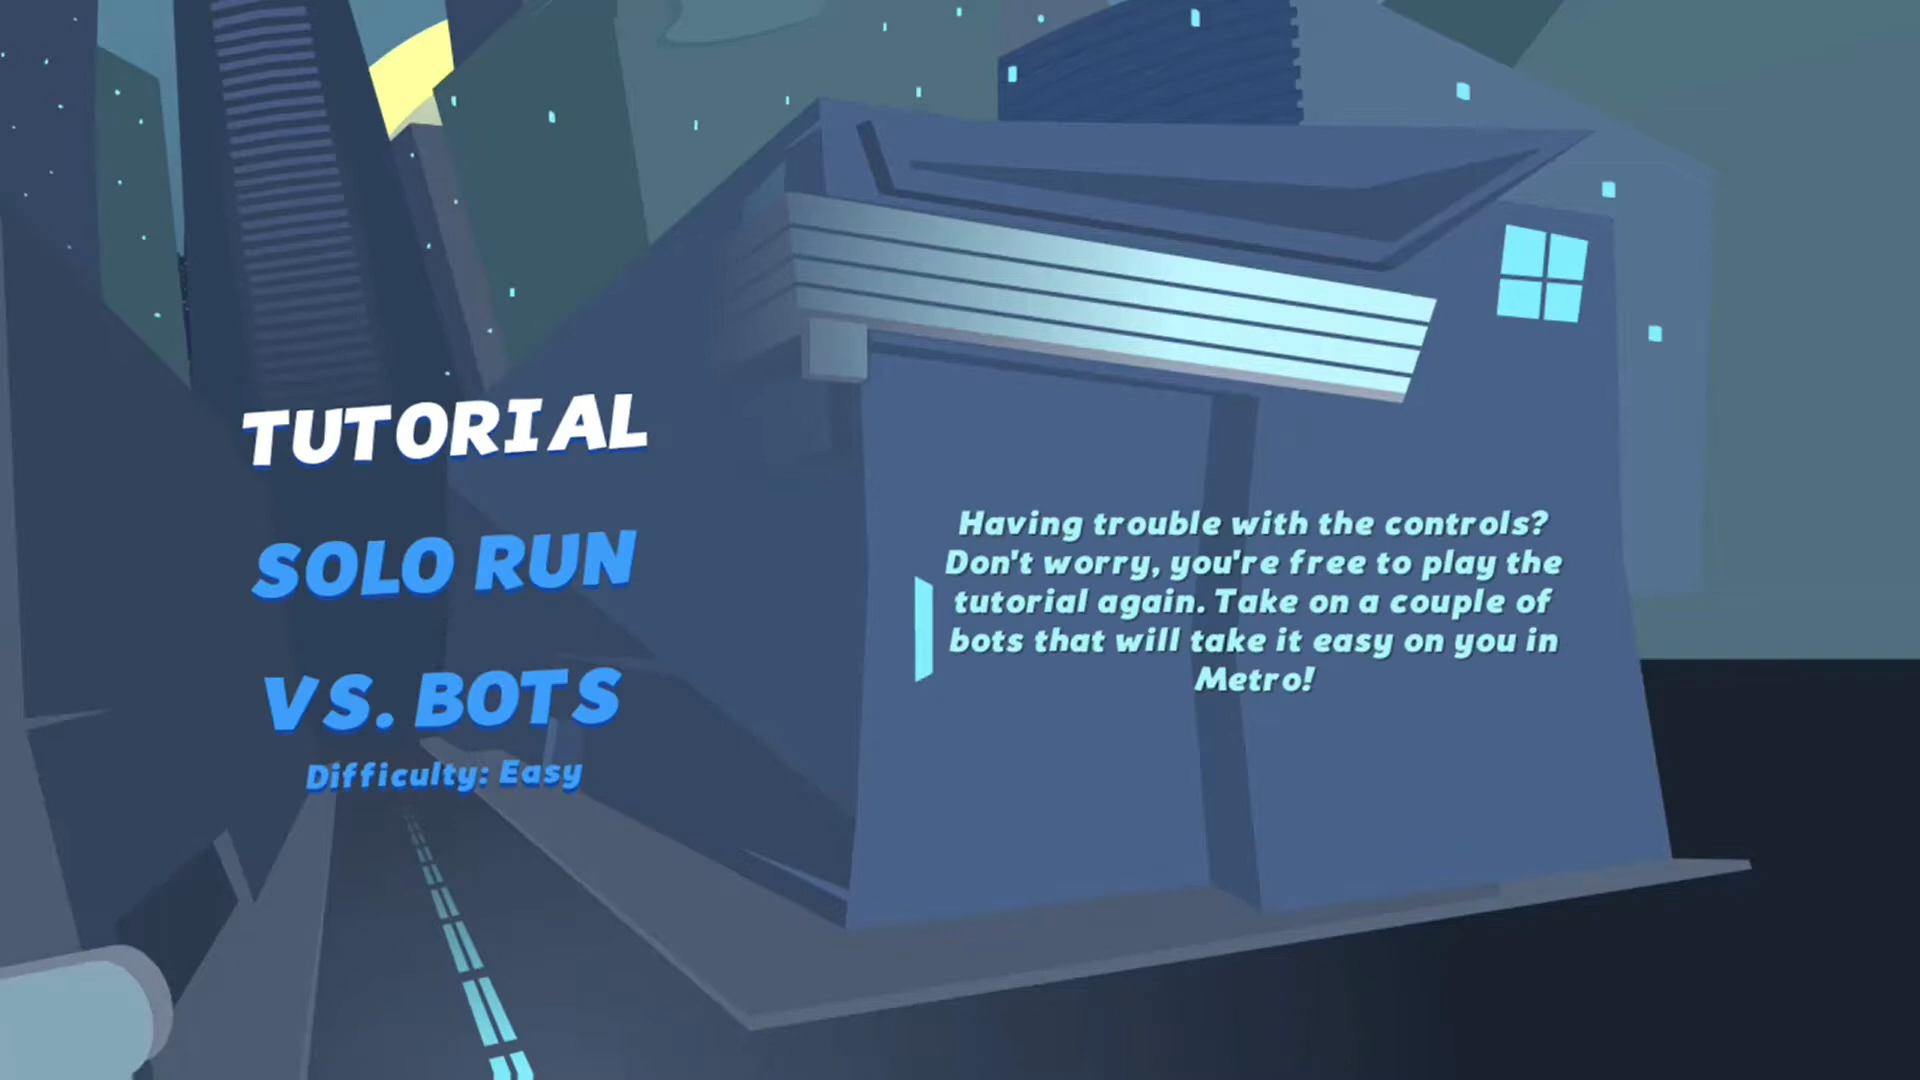 TUTORIAL
SOLO RUN
VS. BOTS
Difficulty: Easy
Having trouble with the controls?
Don't worry, you're free to play the
tutorial again. Take on a couple of
bots that will take it easy on you in
Metro!